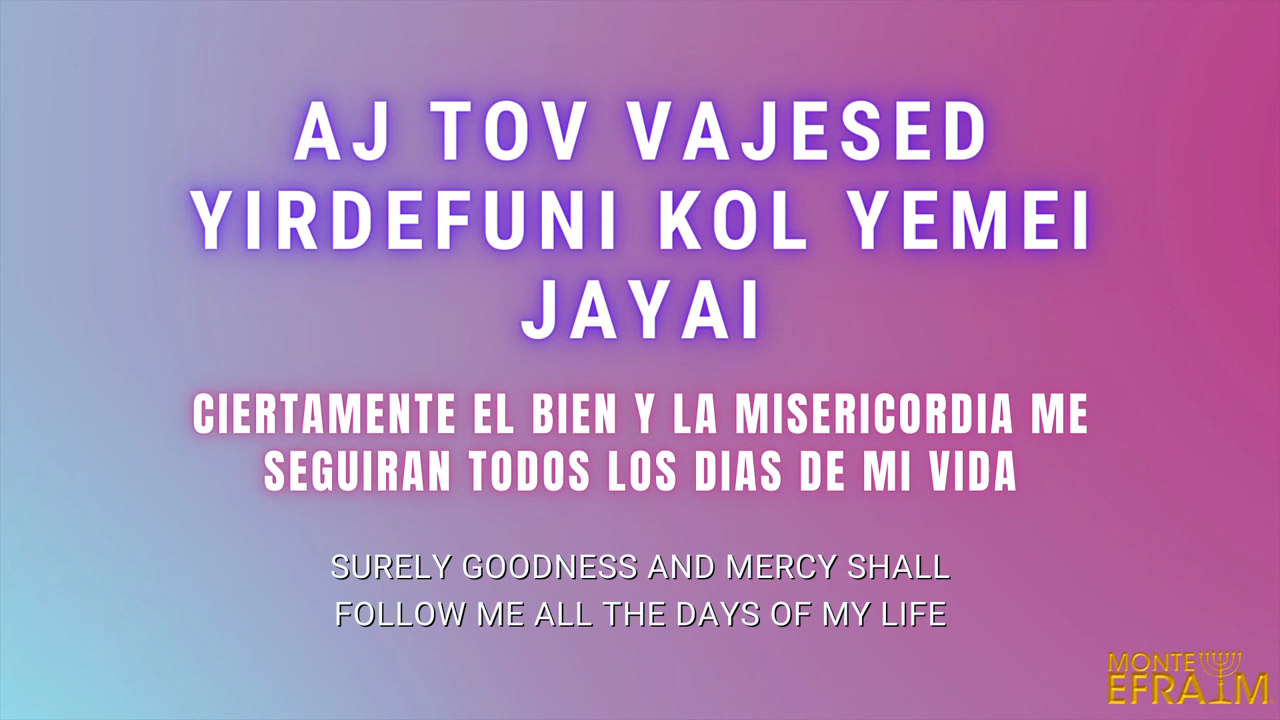 AJ TOV VAJESED
YIRDEFUNI KOL YEMEI
JAYAI
CIERTAMENTE EL BIEN Y LA MISERICORDIA ME
SEGUIRAN TODOS LOS DIAS DE MI VIDA
SURELY GOODNESS AND MERCY SHALL
FOLLOW ME ALL THE DAYS OF MY LIFE
MONTE
EFRAIM